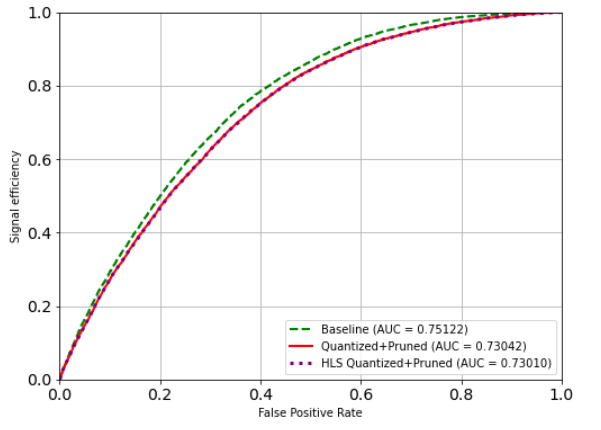 1.0
0.8
0.6
0.4
0.2
0.0
Signal efficiency
Baseline (AUC = 0.75122)
Quantized+Pruned (AUC = 0.73042)
HLS Quantized+Pruned (AUC = 0.73010)
0.0 0.2 0.4 0.6 0.8 1.0
False Positive Rate